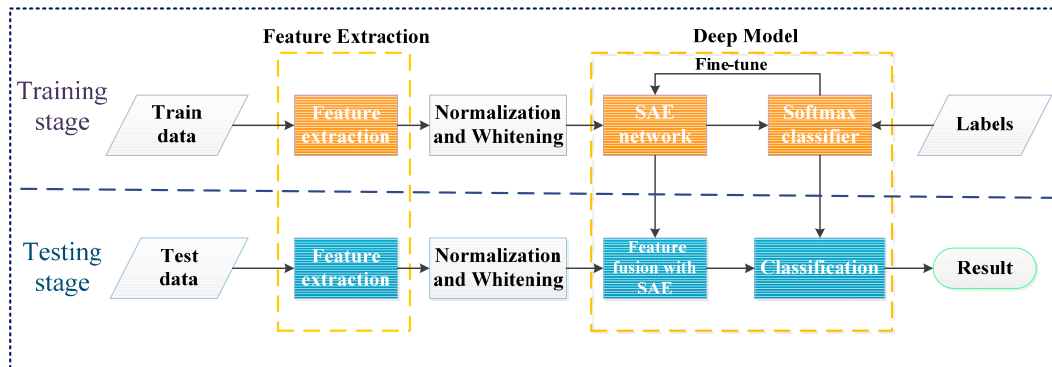 Feature Extraction
Deep Model
Fine-tune
Training
stage
Train
data
Feature
extraction
Normalization
and Whitening
SAE
network
Softmax
classifier
Labels
Testing
stage
Test
data
Feature
extraction
Normalization
and Whitening
Feature
fusion with
SAE
Classification
Result